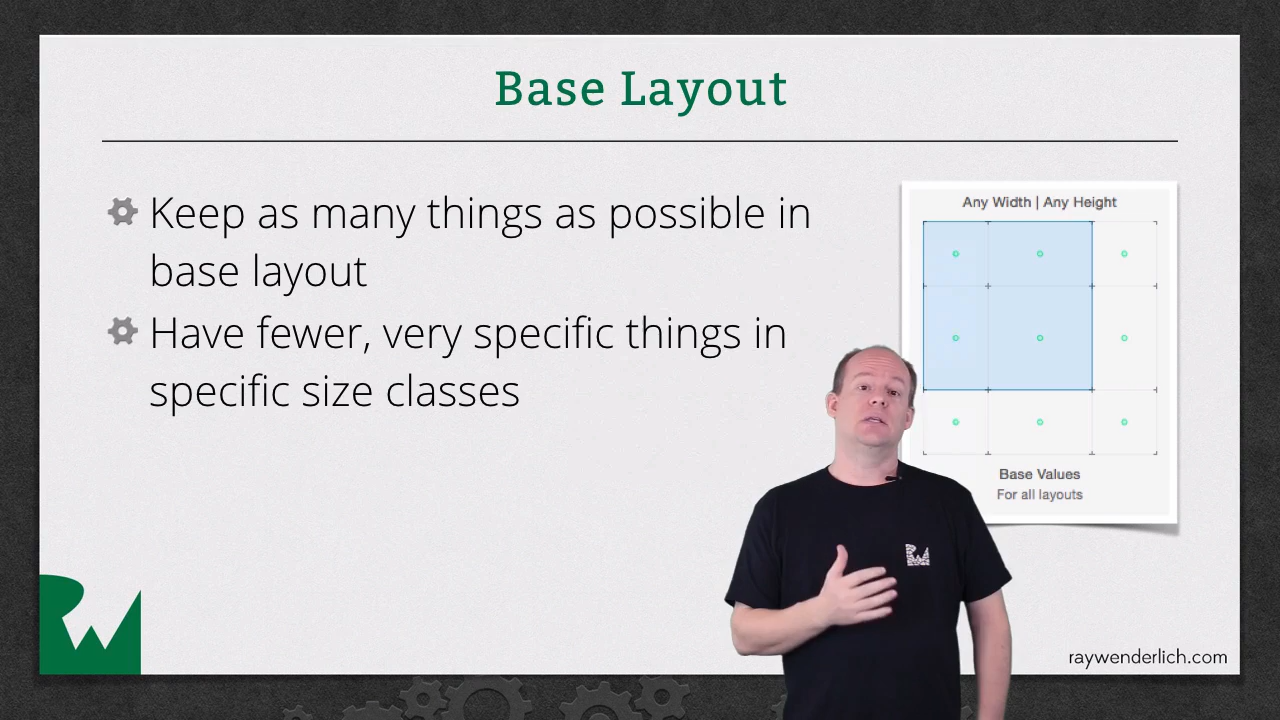 Base Layout
Keep as many things as possible in
base layout
Have fewer, very specific things in
specific size classes
Any Width | Any Height
Base Values
For all layouts
RW
raywenderlich.com